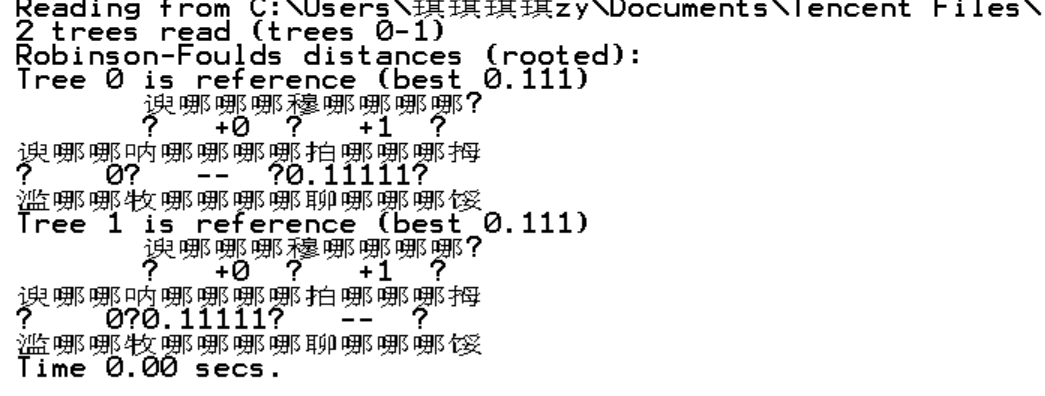 Reading from C:\Users\琪琪琪琪zy\Documents\Tencent Files\
2 trees read (trees 0-1)
Robinson-Foulds distances (rooted):
Tree 0 is reference (best 0.111)
谀哪哪哪穆哪哪哪哪?
? +0 ? +1 ?
谀哪哪呐哪哪哪哪拍哪哪哪拇
? 0? -- ?0.11111?
滥哪哪牧哪哪哪哪聊哪哪哪馁
Tree 1 is reference (best 0.111)
谀哪哪哪穆哪哪哪哪?
? +0 ? +1 ?
谀哪哪呐哪哪哪哪拍哪哪哪拇
? 0?0.11111? -- ?
滥哪哪牧哪哪哪哪聊哪哪哪馁
Time 0.00 secs.